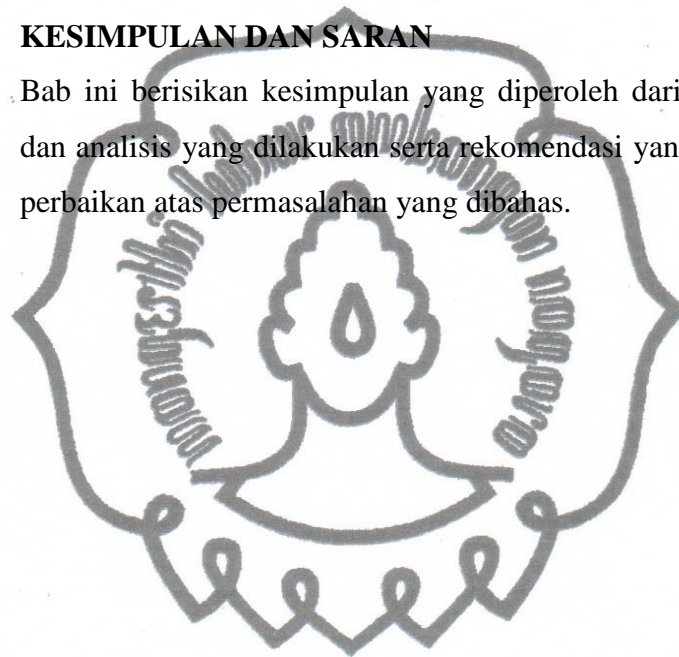 KESIMPULAN DAN SARAN
Bab ini berisikan kesimpulan yang diperoleh dari
dan analisis yang dilakukan serta rekomendasi yan
perbaikan atas permasalahan yang dibahas.